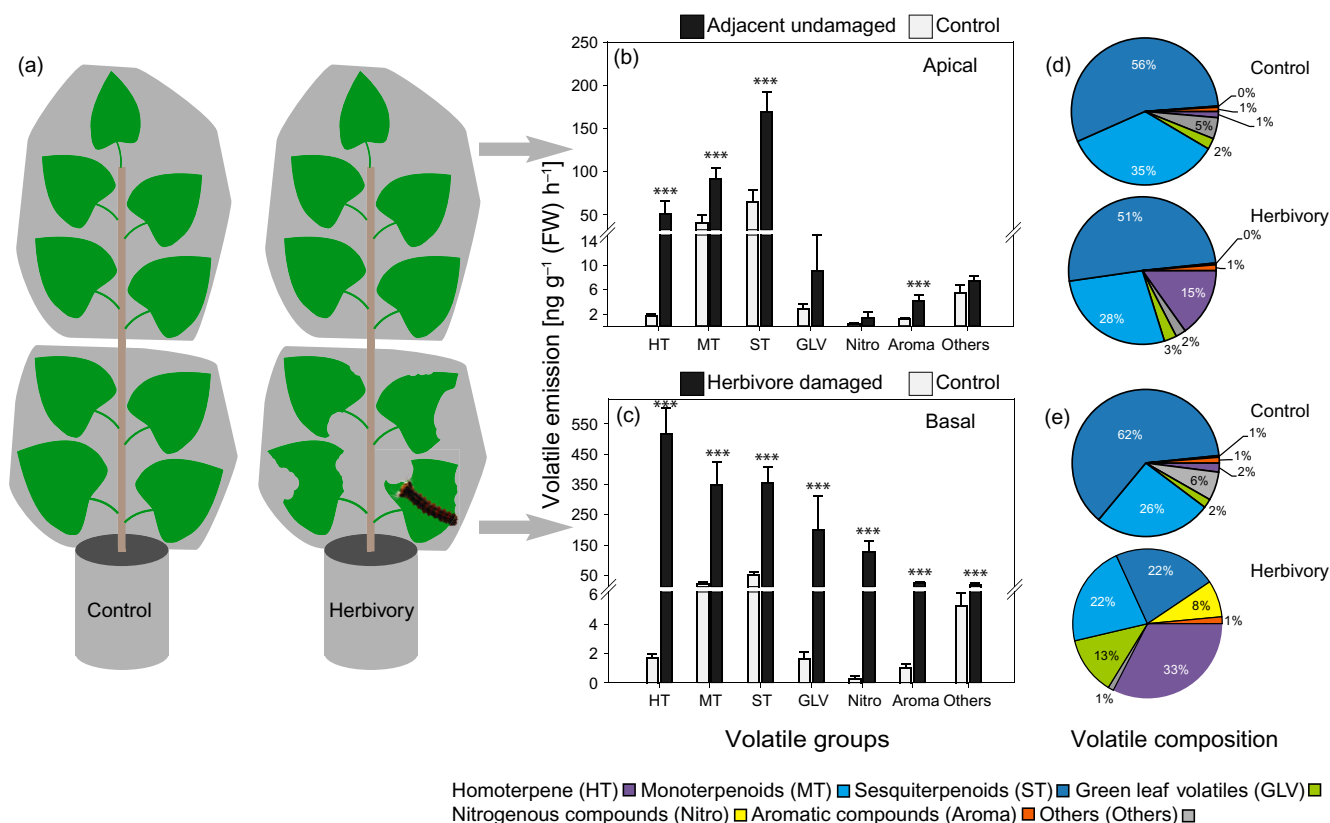 (a)
Control
Herbivory
Adjacent undamaged Control
(b)
Apical
250
200
150
100
50
14
10
6
2
*** *** *** ***
HT MT ST GLV Nitro Aroma Others
Volatile emission [ng g⁻¹ (FW) h⁻¹]
Herbivore damaged Control
(c)
Basal
550
450
350
250
150
50
6
4
2
0
*** *** *** *** *** *** ***
HT MT ST GLV Nitro Aroma Others
Volatile groups
(d)
Control
56%
0%
1%
1%
5%
2%
35%
Herbivory
51%
0%
1%
15%
2%
3%
28%
(e)
Control
62%
1%
1%
2%
6%
2%
26%
Herbivory
22%
22%
8%
1%
13%
33%
1%
Volatile composition
Homoterpene (HT) Monoterpenoids (MT) Sesquiterpenoids (ST) Green leaf volatiles (GLV)
Nitrogenous compounds (Nitro) Aromatic compounds (Aroma) Others (Others)